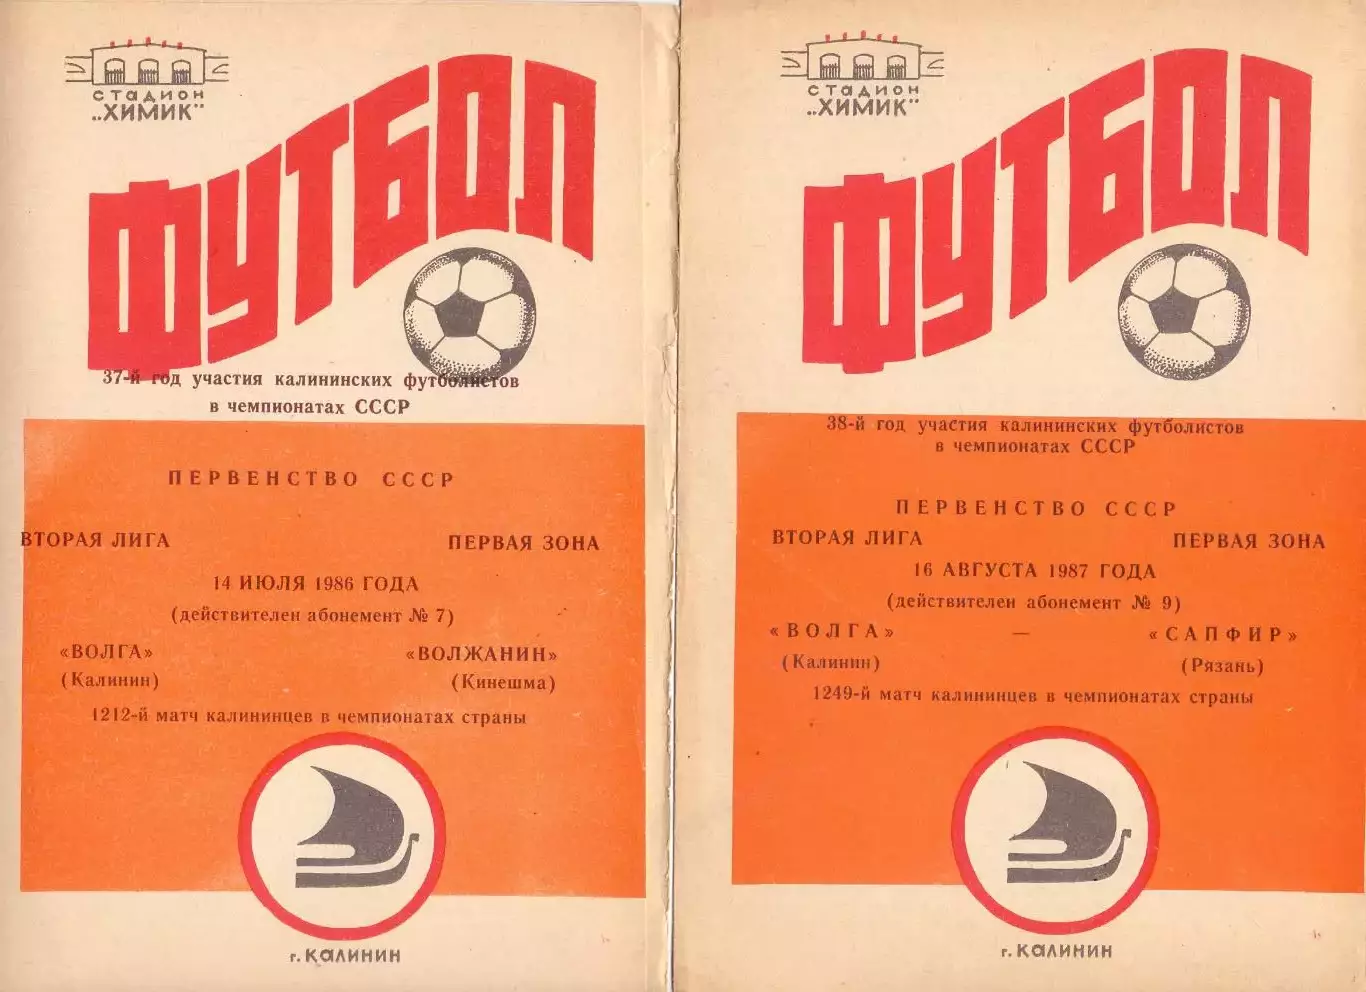 СТАДИОН
„ХИМИК"
ФУТБОЛ
37-й год участия калининских футболистов
в чемпионатах СССР
ПЕРВЕНСТВО СССР
ВТОРАЯ ЛИГА ПЕРВАЯ ЗОНА
14 ИЮЛЯ 1986 ГОДА
(действителен абонемент № 7)
«ВОЛГА» «ВОЛЖАНИН»
(Калинин) (Кинешма)
1212-й матч калининцев в чемпионатах страны
г. КАЛИНИН
СТАДИОН
„ХИМИК"
ФУТБОЛ
38-й год участия калининских футболистов
в чемпионатах СССР
ПЕРВЕНСТВО СССР
ВТОРАЯ ЛИГА ПЕРВАЯ ЗОНА
16 АВГУСТА 1987 ГОДА
(действителен абонемент № 9)
«ВОЛГА» — «САПФИР»
(Калинин) (Рязань)
1249-й матч калининцев в чемпионатах страны
г. КАЛИНИН